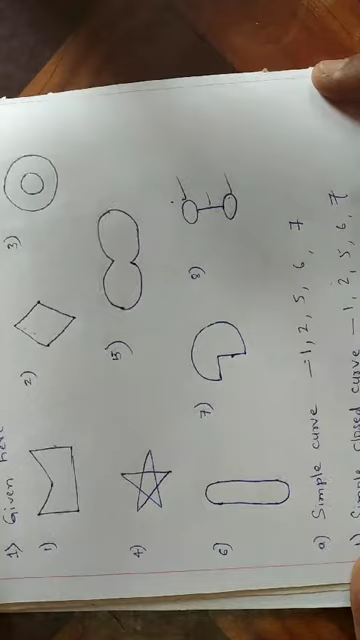 1) Given here
1) 2) 3)
4) 5)
6) 7) 8)
a) Simple curve - 1, 2, 5, 6, 7
Simple closed curve - 1, 2, 5, 6, 7